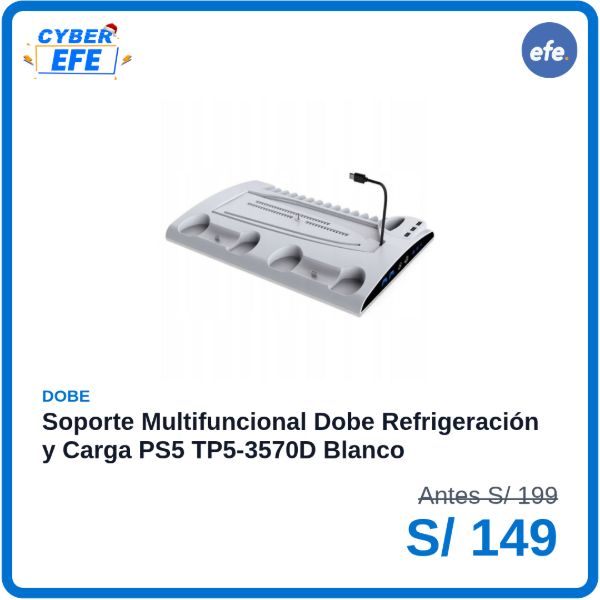 CYBER
EFE
efe.
DOBE
Soporte Multifuncional Dobe Refrigeración
y Carga PS5 TP5-3570D Blanco
Antes S/ 199
S/ 149